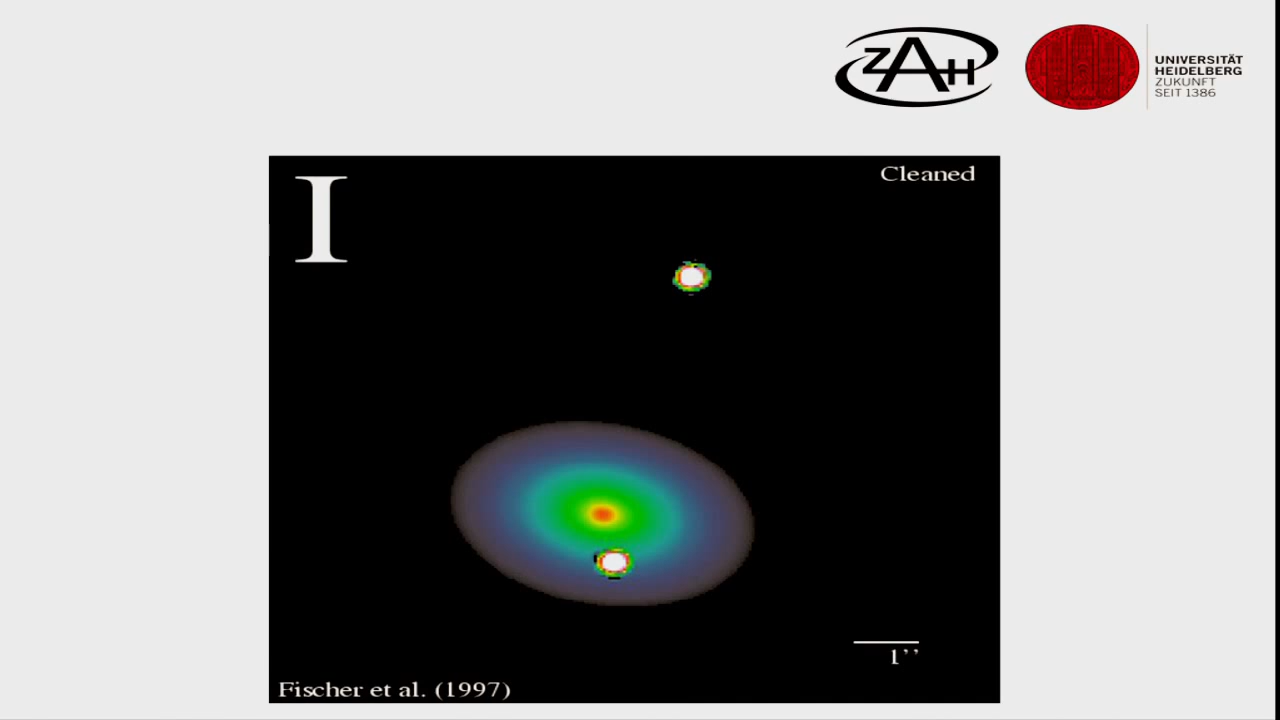 ZAH
UNIVERSITÄT
HEIDELBERG
ZUKUNFT
SEIT 1386
I
Cleaned
1’’
Fischer et al. (1997)